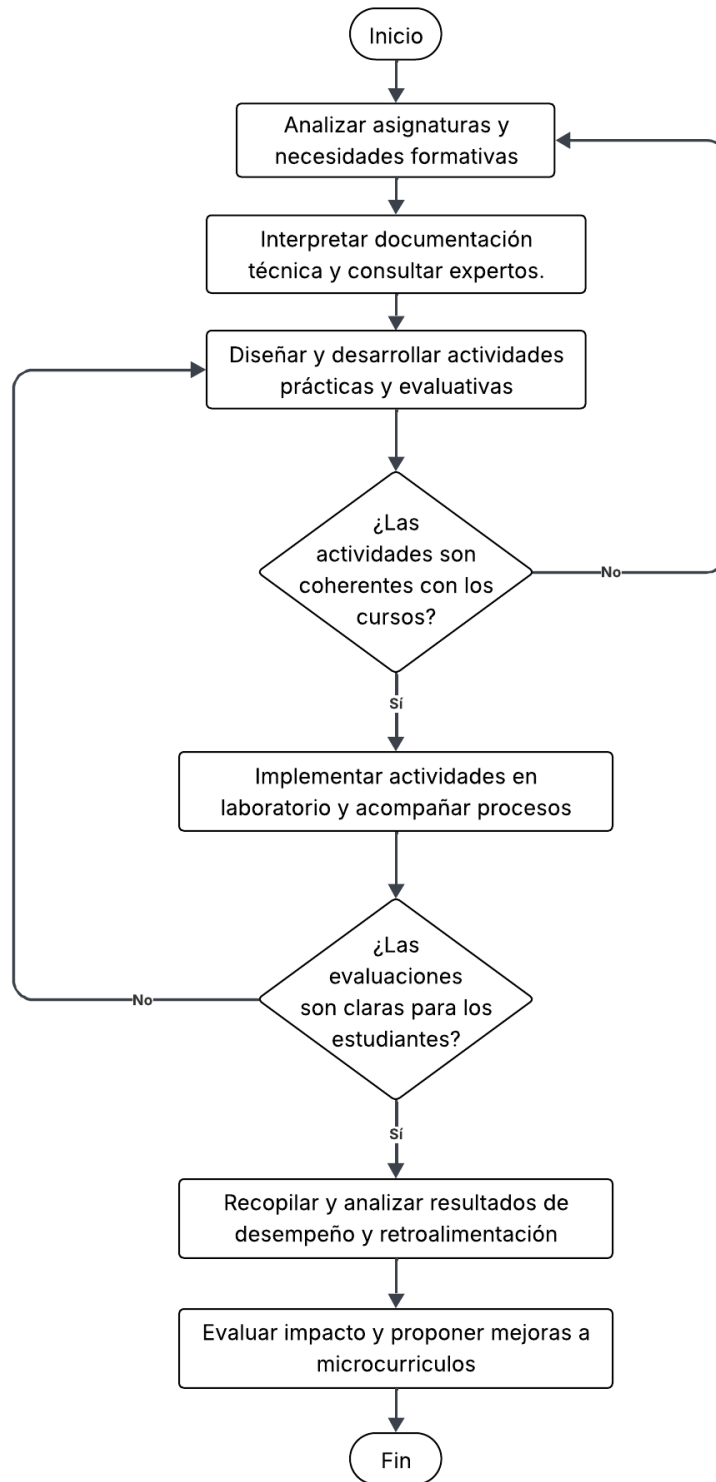 Inicio
Analizar asignaturas y
necesidades formativas
Interpretar documentación
técnica y consultar expertos.
Diseñar y desarrollar actividades
prácticas y evaluativas
¿Las
actividades son
coherentes con los
cursos?
No
Sí
Implementar actividades en
laboratorio y acompañar procesos
¿Las
evaluaciones
son claras para los
estudiantes?
No
Sí
Recopilar y analizar resultados de
desempeño y retroalimentación
Evaluar impacto y proponer mejoras a
microcurriculos
Fin